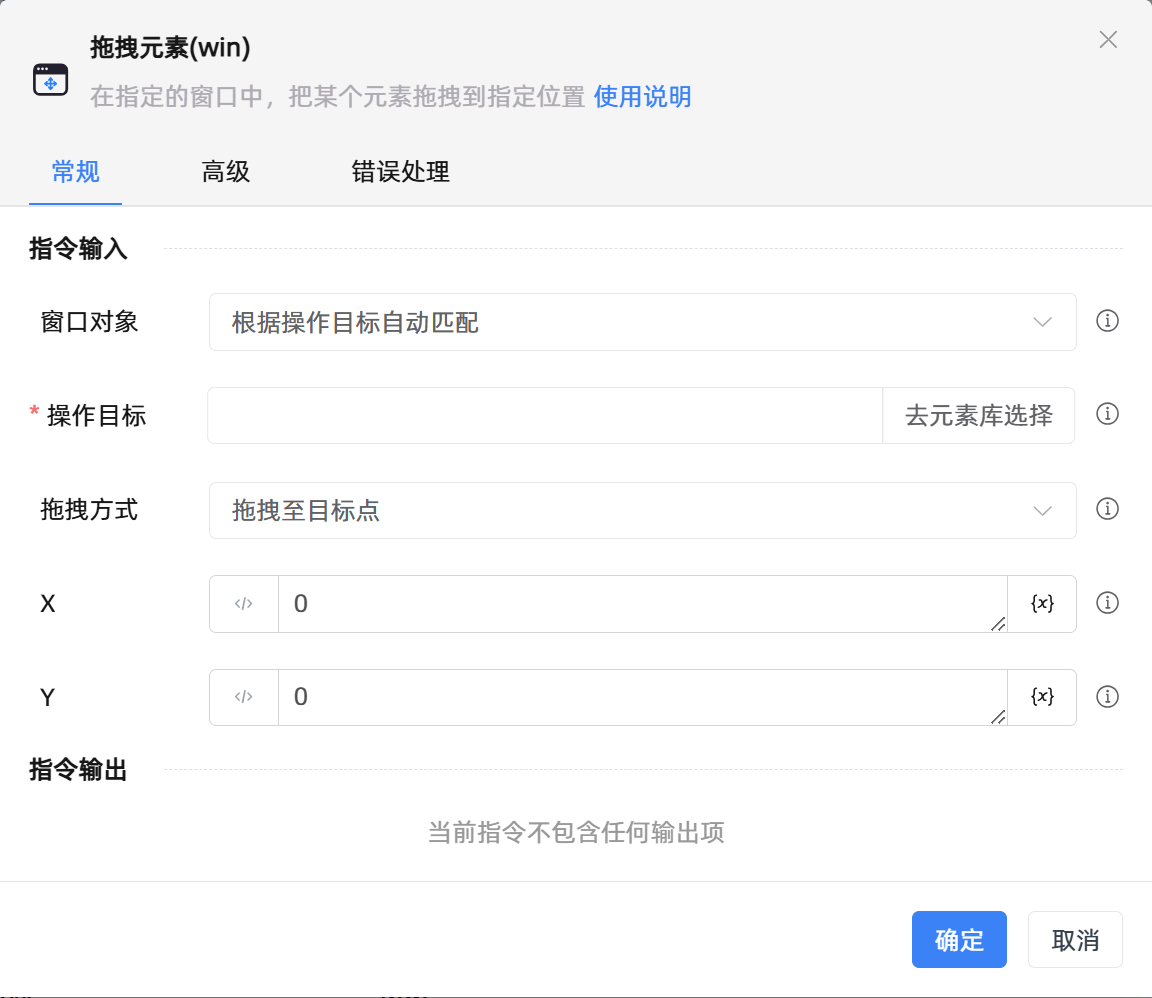 拖拽元素(win)
在指定的窗口中，把某个元素拖拽到指定位置 使用说明
常规 高级 错误处理
指令输入
窗口对象 根据操作目标自动匹配
* 操作目标 去元素库选择
拖拽方式 拖拽至目标点
X </> 0 {x}
Y </> 0 {x}
指令输出
当前指令不包含任何输出项
确定 取消